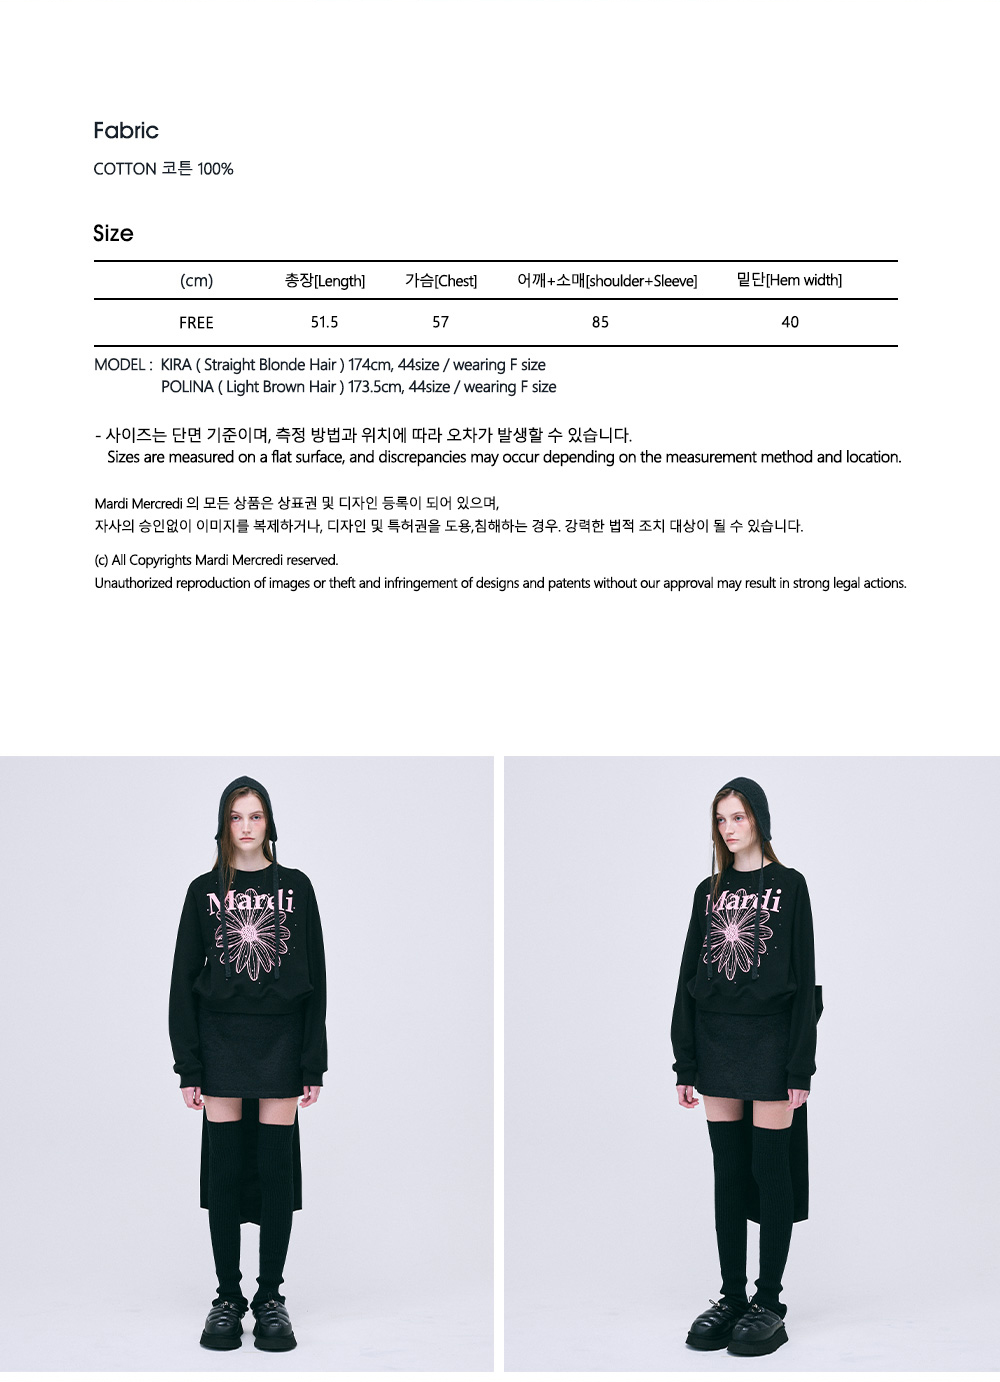 Fabric
COTTON 코튼 100%
Size
(cm) 총장[Length] 가슴[Chest] 어깨+소매[shoulder+Sleeve] 밑단[Hem width]
FREE 51.5 57 85 40
MODEL : KIRA ( Straight Blonde Hair ) 174cm, 44size / wearing F size
POLINA ( Light Brown Hair ) 173.5cm, 44size / wearing F size
- 사이즈는 단면 기준이며, 측정 방법과 위치에 따라 오차가 발생할 수 있습니다.
Sizes are measured on a flat surface, and discrepancies may occur depending on the measurement method and location.
Mardi Mercredi 의 모든 상품은 상표권 및 디자인 등록이 되어 있으며,
자사의 승인없이 이미지를 복제하거나, 디자인 및 특허권을 도용,침해하는 경우. 강력한 법적 조치 대상이 될 수 있습니다.
(c) All Copyrights Mardi Mercredi reserved.
Unauthorized reproduction of images or theft and infringement of designs and patents without our approval may result in strong legal actions.
Mardi
Mardi